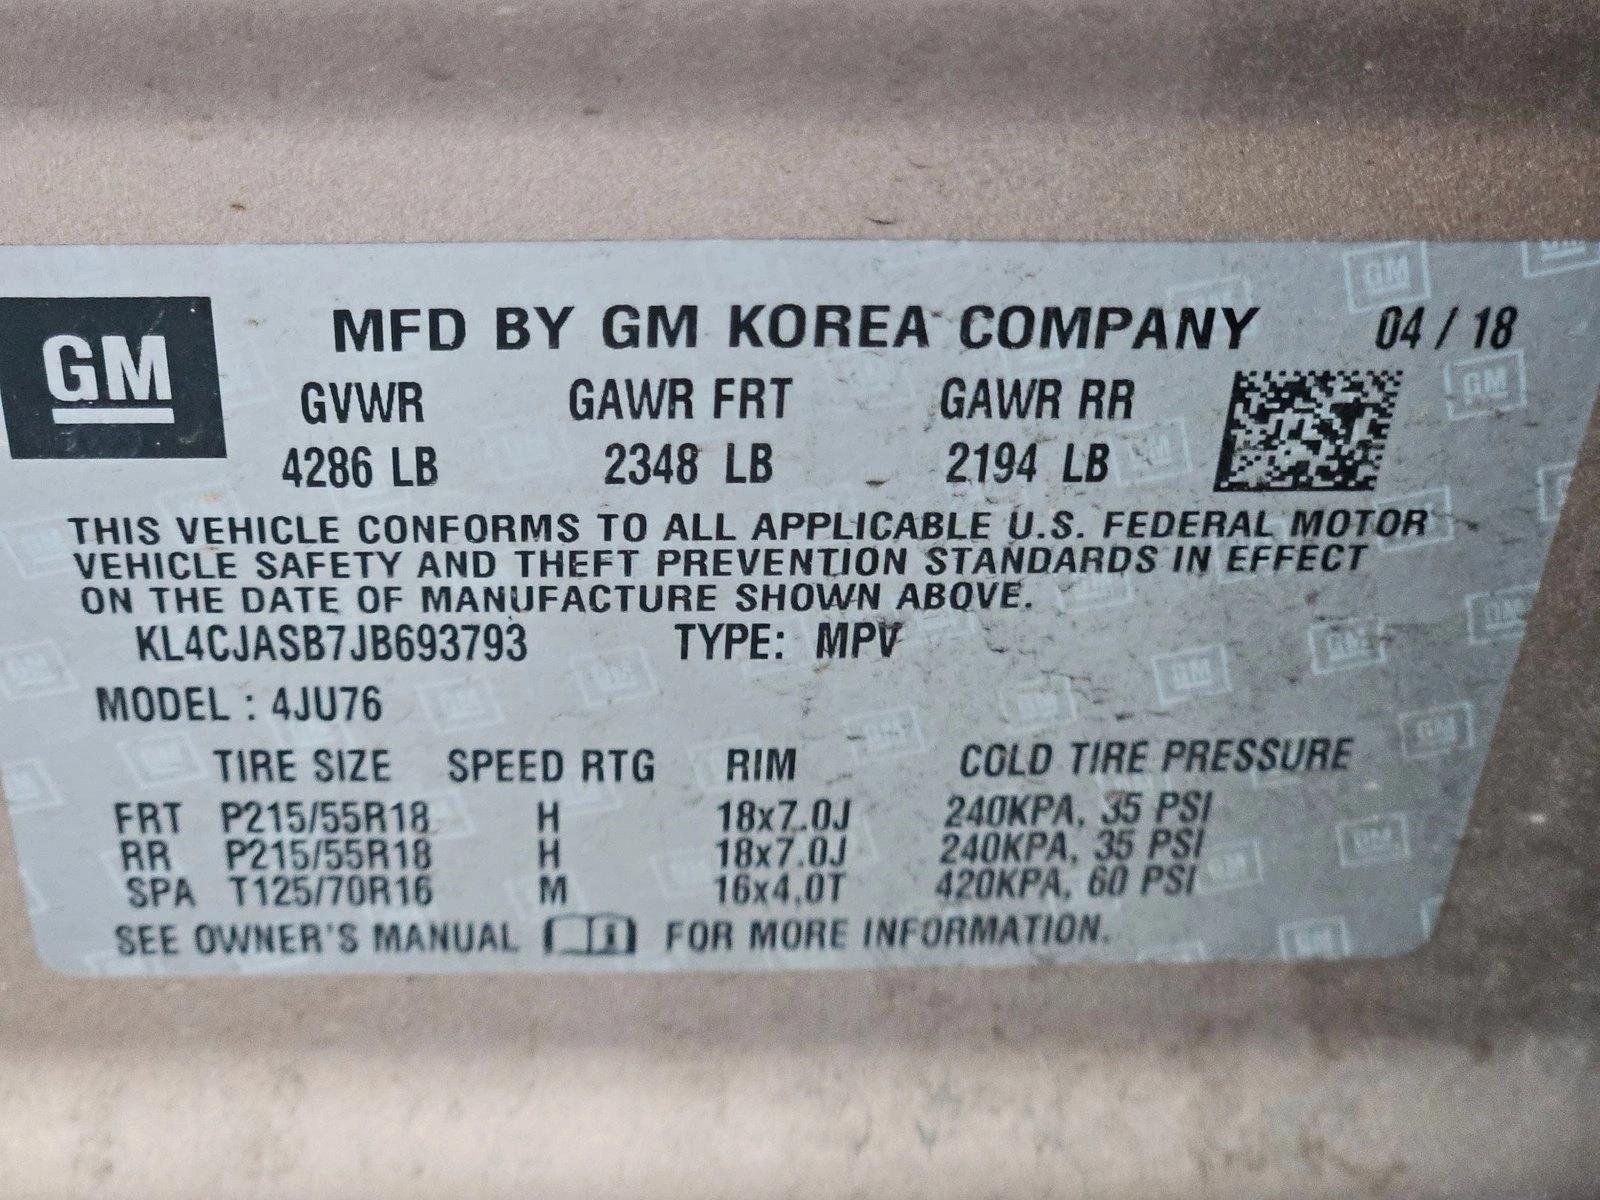 GM
MFD BY GM KOREA COMPANY 04 / 18
GVWR GAWR FRT GAWR RR
4286 LB 2348 LB 2194 LB
THIS VEHICLE CONFORMS TO ALL APPLICABLE U.S. FEDERAL MOTOR
VEHICLE SAFETY AND THEFT PREVENTION STANDARDS IN EFFECT
ON THE DATE OF MANUFACTURE SHOWN ABOVE.
KL4CJASB7JB693793 TYPE: MPV
MODEL : 4JU76
TIRE SIZE SPEED RTG RIM COLD TIRE PRESSURE
FRT P215/55R18 H 18x7.0J 240KPA, 35 PSI
RR P215/55R18 H 18x7.0J 240KPA, 35 PSI
SPA T125/70R16 M 16x4.0T 420KPA, 60 PSI
SEE OWNER'S MANUAL FOR MORE INFORMATION.